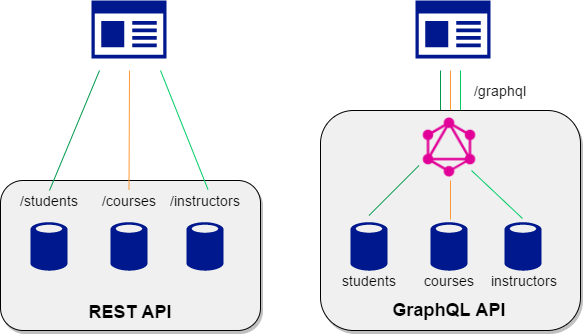 /students /courses /instructors
REST API
/graphql
students courses instructors
GraphQL API